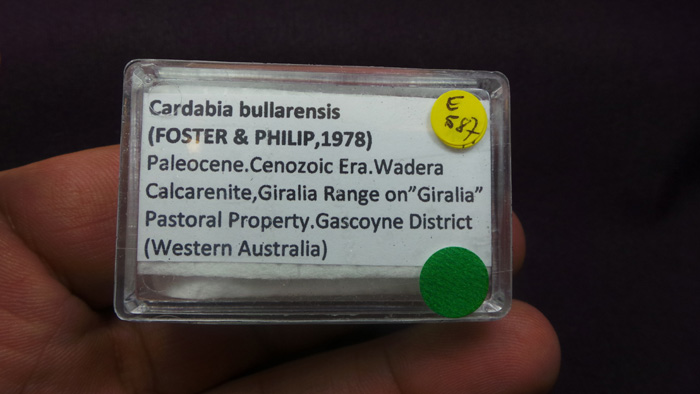 Cardabia bullarensis
(FOSTER & PHILIP,1978)
Paleocene.Cenozoic Era.Wadera
Calcarenite,Giralia Range on"Giralia"
Pastoral Property.Gascoyne District
(Western Australia)
E
587